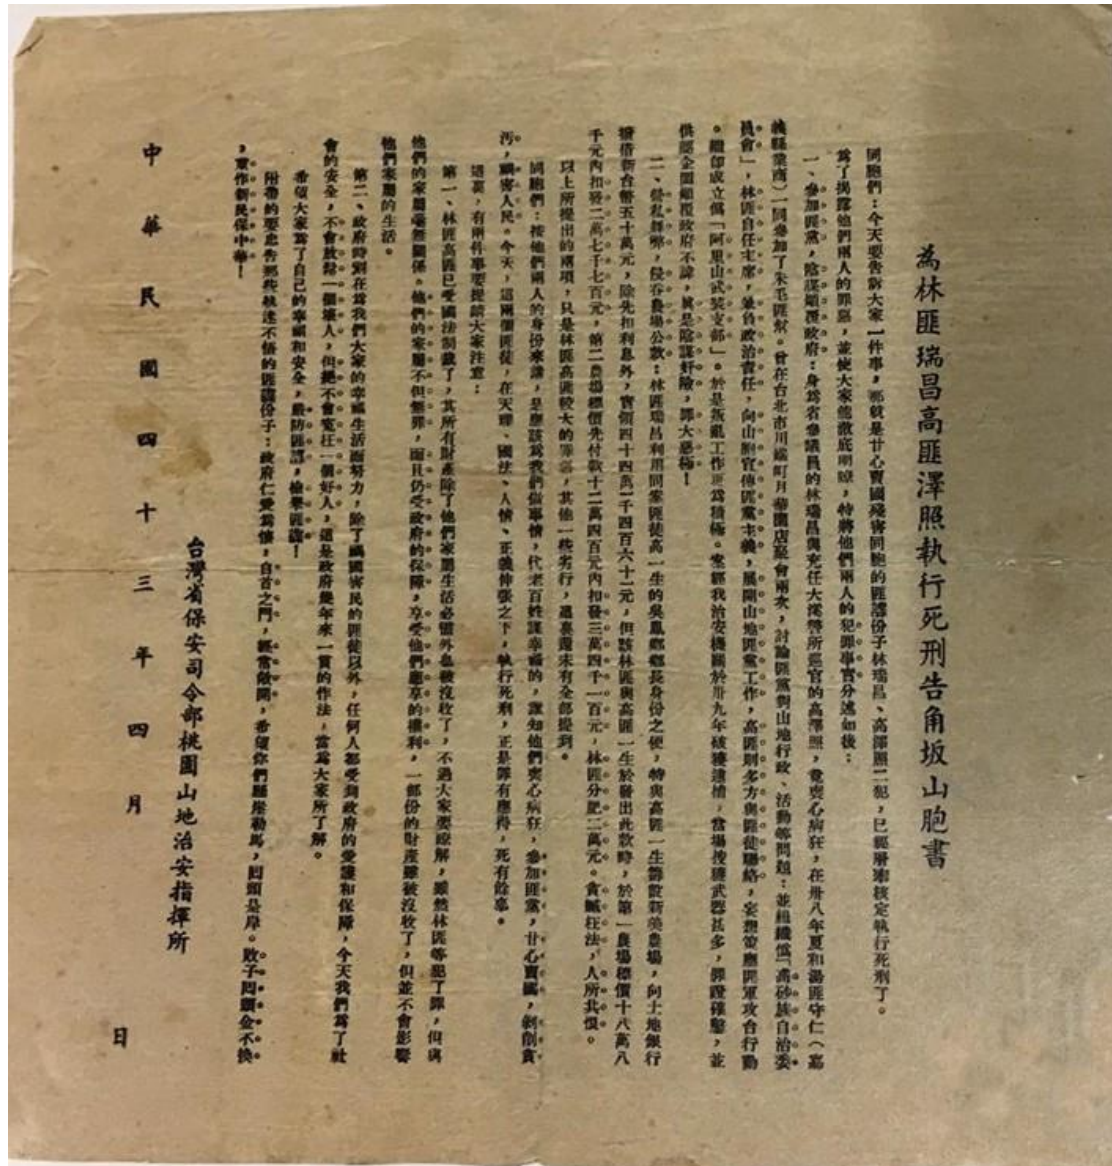 為林匪瑞昌高匪澤照執行死刑告角坂山胞書
同胞們：今天要告訴大家一件事，那就是甘心賣國殘害同胞的匪諜份子林瑞昌、高澤照二犯，已經層峯核定執行死刑了。
為了揭露他們兩人的罪惡，並使大家能澈底明瞭，特將他們兩人的犯罪事實分述如後：
一、參加匪黨，陰謀顛覆政府：身為省參議員的林瑞昌與充任大溪警所巡官的高澤照，竟喪心病狂，在卅八年夏和湯匪守仁（嘉
義縣業商）一同參加了朱毛匪幫。曾在台北市川端町月華園店聚會兩次，討論匪黨對山地行政、活動等問題；並組織偽「高砂族自治委
員會」，林匪自任主席，兼負政治責任，向山胞宣傳匪黨主義，展開山地匪黨工作，高匪則多方與匪徒聯絡，妄想策應匪軍攻台行動
。繼卽成立偽「阿里山武裝支部」。於是叛亂工作更為積極。案經我治安機關於卅九年破獲逮捕，當場搜獲武器甚多，罪證確鑿，並
供認企圖顛覆政府不諱，眞是陰謀奸險，罪大惡極！
二、營私舞弊，侵吞農場公款：林匪瑞昌利用同案匪徒高一生的吳鳳鄉鄉長身份之便，特與高匪一生籌設新美農場，向土地銀行
擔借新台幣五十萬元，除先扣利息外，實領四十四萬一千四百六十二元，但該林匪與高匪一生於發出此款時，於第一農場標價十八萬八
千元內扣發二萬七千七百元，第二農場標價先付款十二萬四百元內扣發三萬四千一百元，林匪分肥二萬元。貪贓枉法，人所共恨。
以上所提出的兩項，只是林匪高匪較大的罪惡，其他一些劣行，這裏還未有全部提到。
同胞們：按他們兩人的身份來講，是應該為我們做事情，代老百姓謀幸福的，誰知他們喪心病狂，參加匪黨，甘心賣國，剝削貪
污，禍害人民。今天，這兩個匪徒，在天理、國法、人情、正義伸張之下，執行死刑，正是罪有應得，死有餘辜。
這裏，有兩件事要提請大家注意：
第一、林匪高匪已受國法制裁了，其所有財產除了他們家屬生活必需外皆被沒收了，不過大家要瞭解，雖然林匪等犯了罪，但與
他們的家屬毫無關係。他們的家屬不但無罪，而且仍受政府的保障，享受他們應享的權利，一部份的財產雖被沒收了，但並不會影響
他們家屬的生活。
第二、政府時刻在為我們大家的幸福生活而努力，除了禍國害民的匪徒以外，任何人都受到政府的愛護和保障，今天我們為了社
會的安全，不會放鬆一個壞人，但絕不會寃枉一個好人，這是政府幾年來一貫的作法，當為大家所了解。
希望大家為了自己的幸福和安全，嚴防匪諜，檢舉匪諜！
附帶的要忠告那些執迷不悟的匪諜份子：政府仁愛為懷，自首之門，經常敞開，希望你們懸崖勒馬，囘頭是岸。敗子囘頭金不換
，重作新民保中華！
台灣省保安司令部桃園山地治安指揮所
中華民國四十三年四月　日